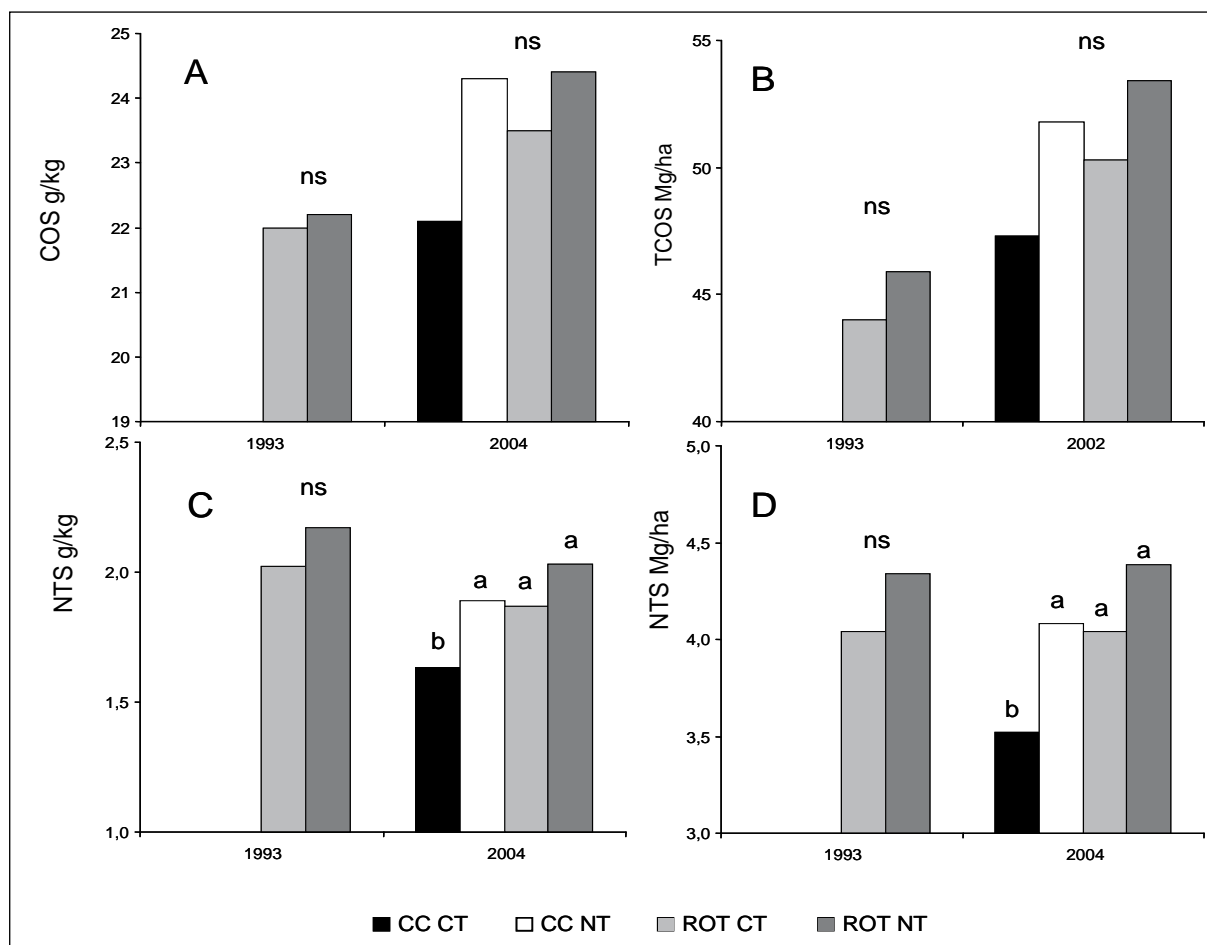 A
ns
ns
COS g/kg
25
24
23
22
21
20
19
1993
2004
B
ns
ns
TCOS Mg/ha
55
50
45
40
1993
2002
C
ns
b
a
a
a
NTS g/kg
2,5
2,0
1,5
1,0
1993
2004
D
ns
b
a
a
a
NTS Mg/ha
5,0
4,5
4,0
3,5
3,0
1993
2004
CC CT CC NT ROT CT ROT NT